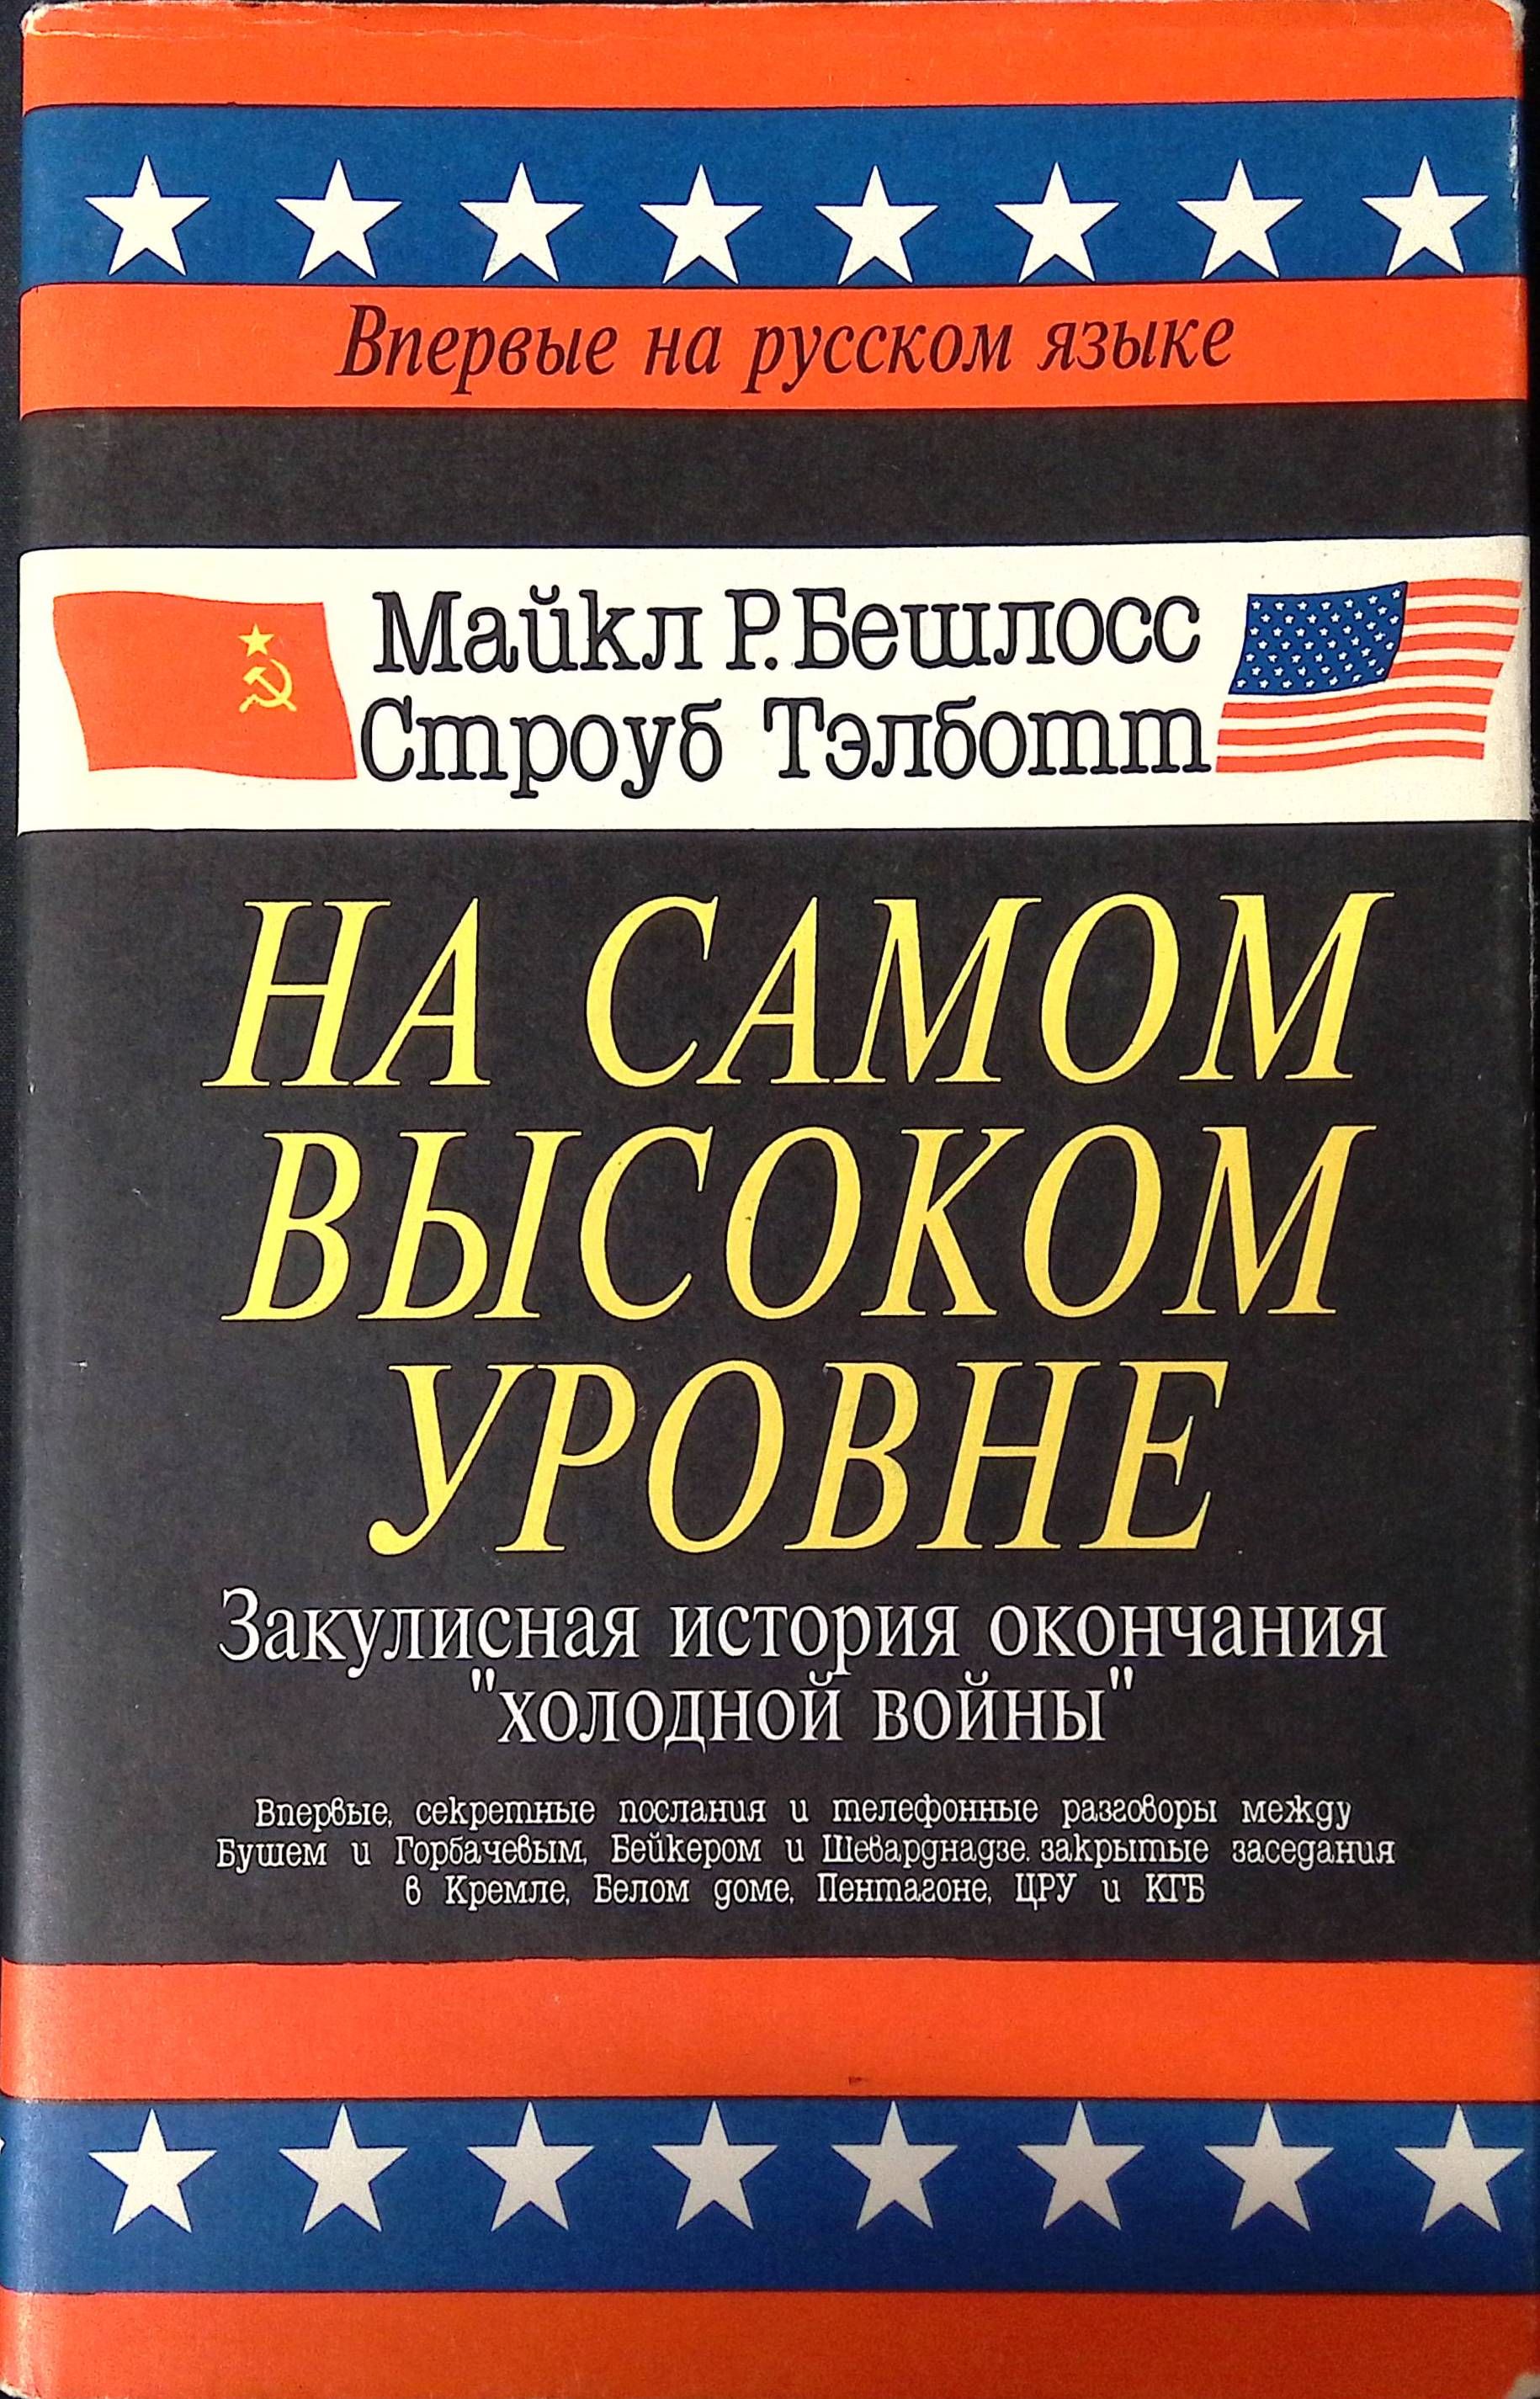 Впервые на русском языке
Майкл Р. Бешлосс
Строуб Тэлботт
НА САМОМ
ВЫСОКОМ
УРОВНЕ
Закулисная история окончания
"холодной войны"
Впервые, секретные послания и телефонные разговоры между
Бушем и Горбачевым, Бейкером и Шеварднадзе. закрытые заседания
в Кремле, Белом доме, Пентагоне, ЦРУ и КГБ